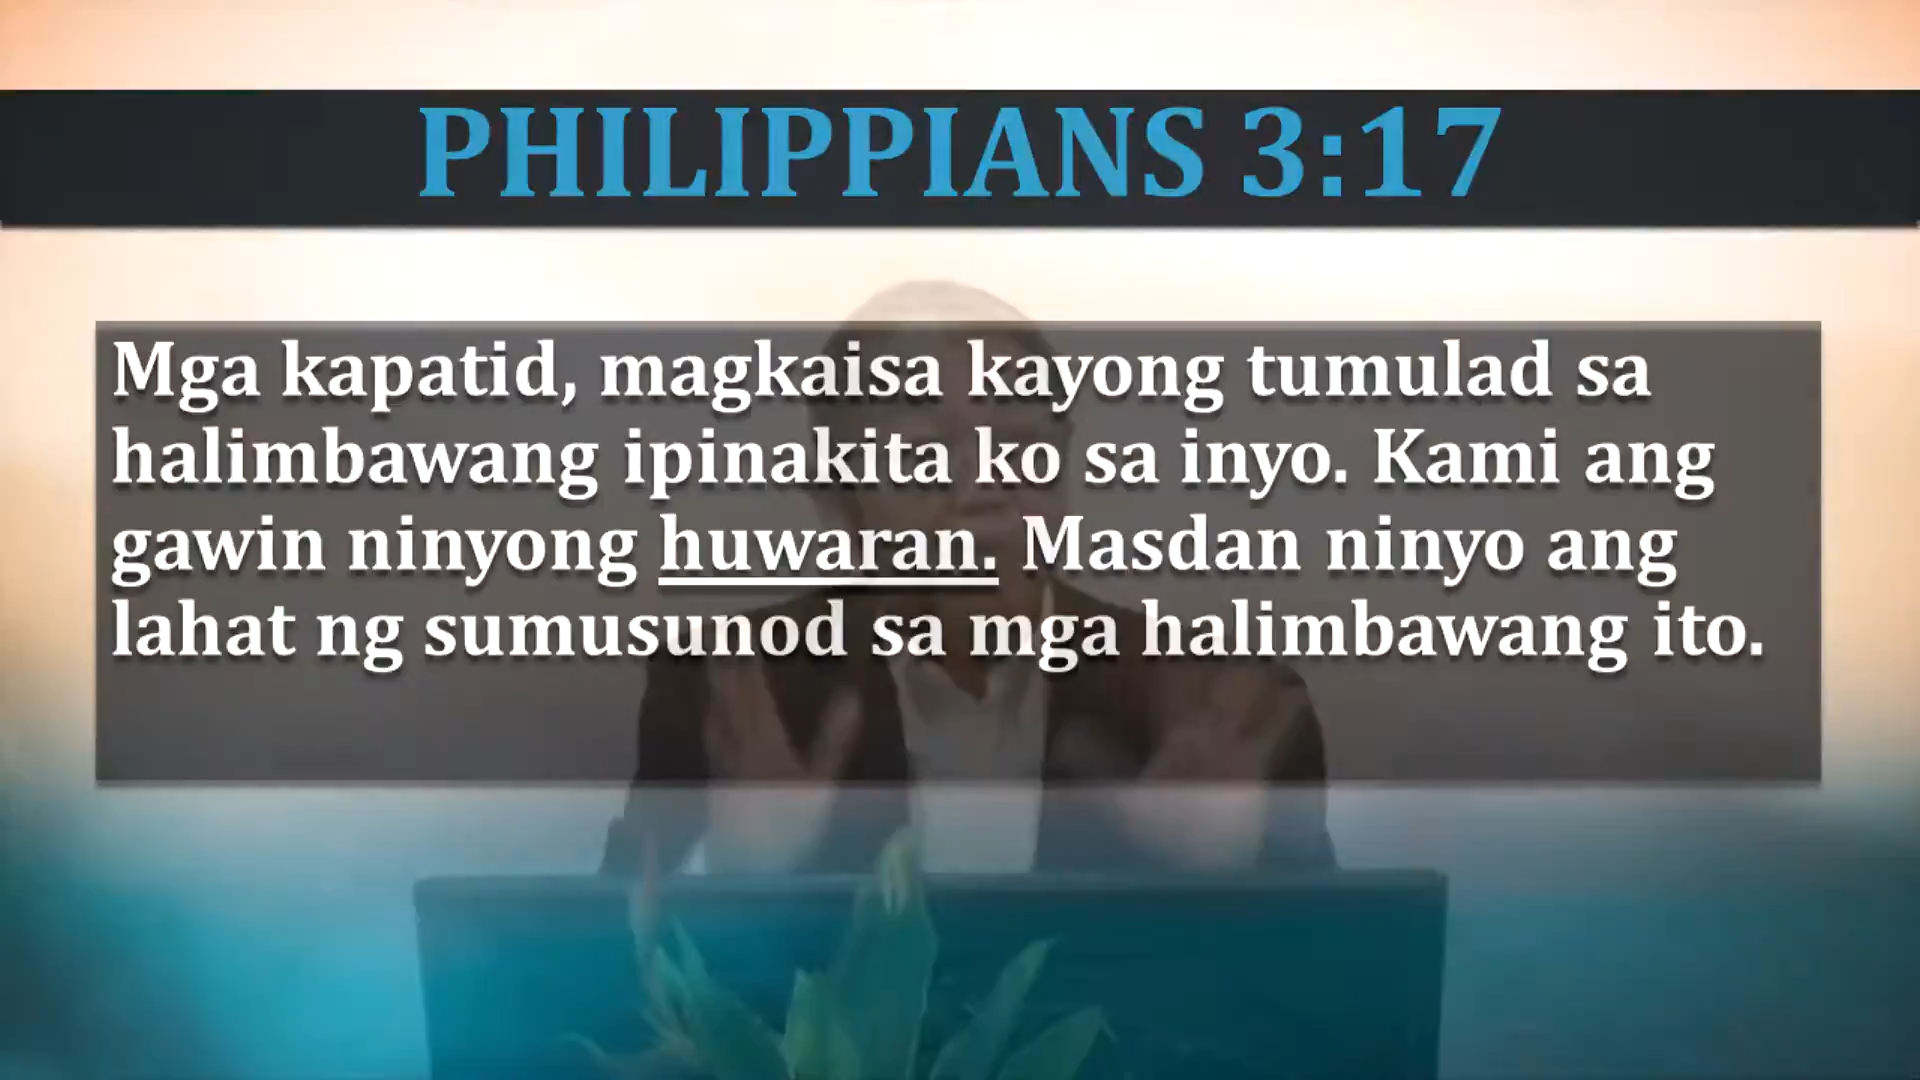 PHILIPPIANS 3:17
Mga kapatid, magkaisa kayong tumulad sa
halimbawang ipinakita ko sa inyo. Kami ang
gawin ninyong huwaran. Masdan ninyo ang
lahat ng sumusunod sa mga halimbawang ito.